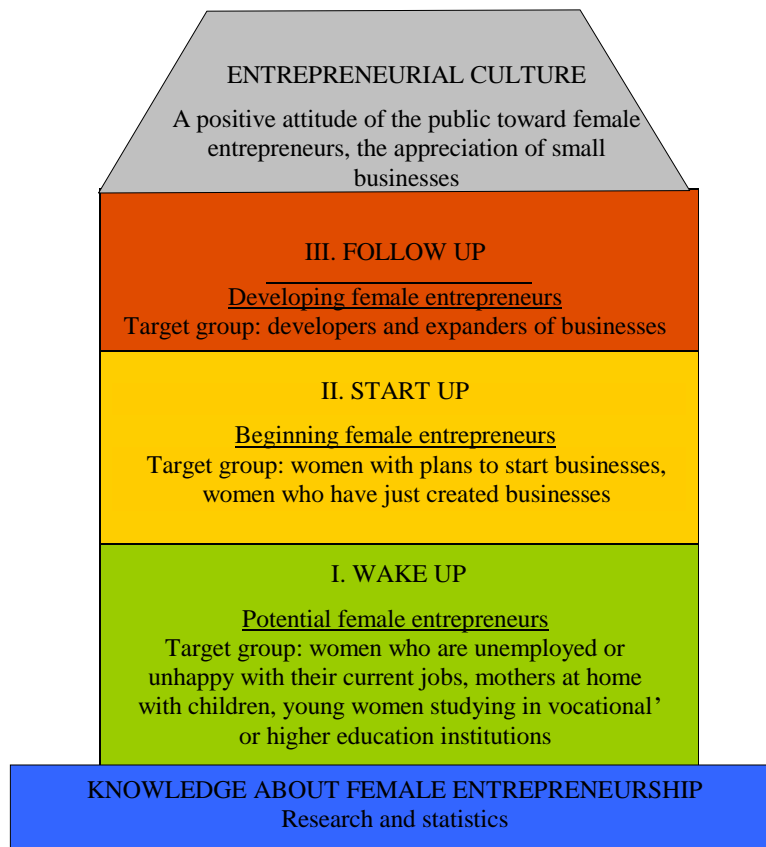 ENTREPRENEURIAL CULTURE
A positive attitude of the public toward female
entrepreneurs, the appreciation of small
businesses
III. FOLLOW UP
Developing female entrepreneurs
Target group: developers and expanders of businesses
II. START UP
Beginning female entrepreneurs
Target group: women with plans to start businesses,
women who have just created businesses
I. WAKE UP
Potential female entrepreneurs
Target group: women who are unemployed or
unhappy with their current jobs, mothers at home
with children, young women studying in vocational’
or higher education institutions
KNOWLEDGE ABOUT FEMALE ENTREPRENEURSHIP
Research and statistics